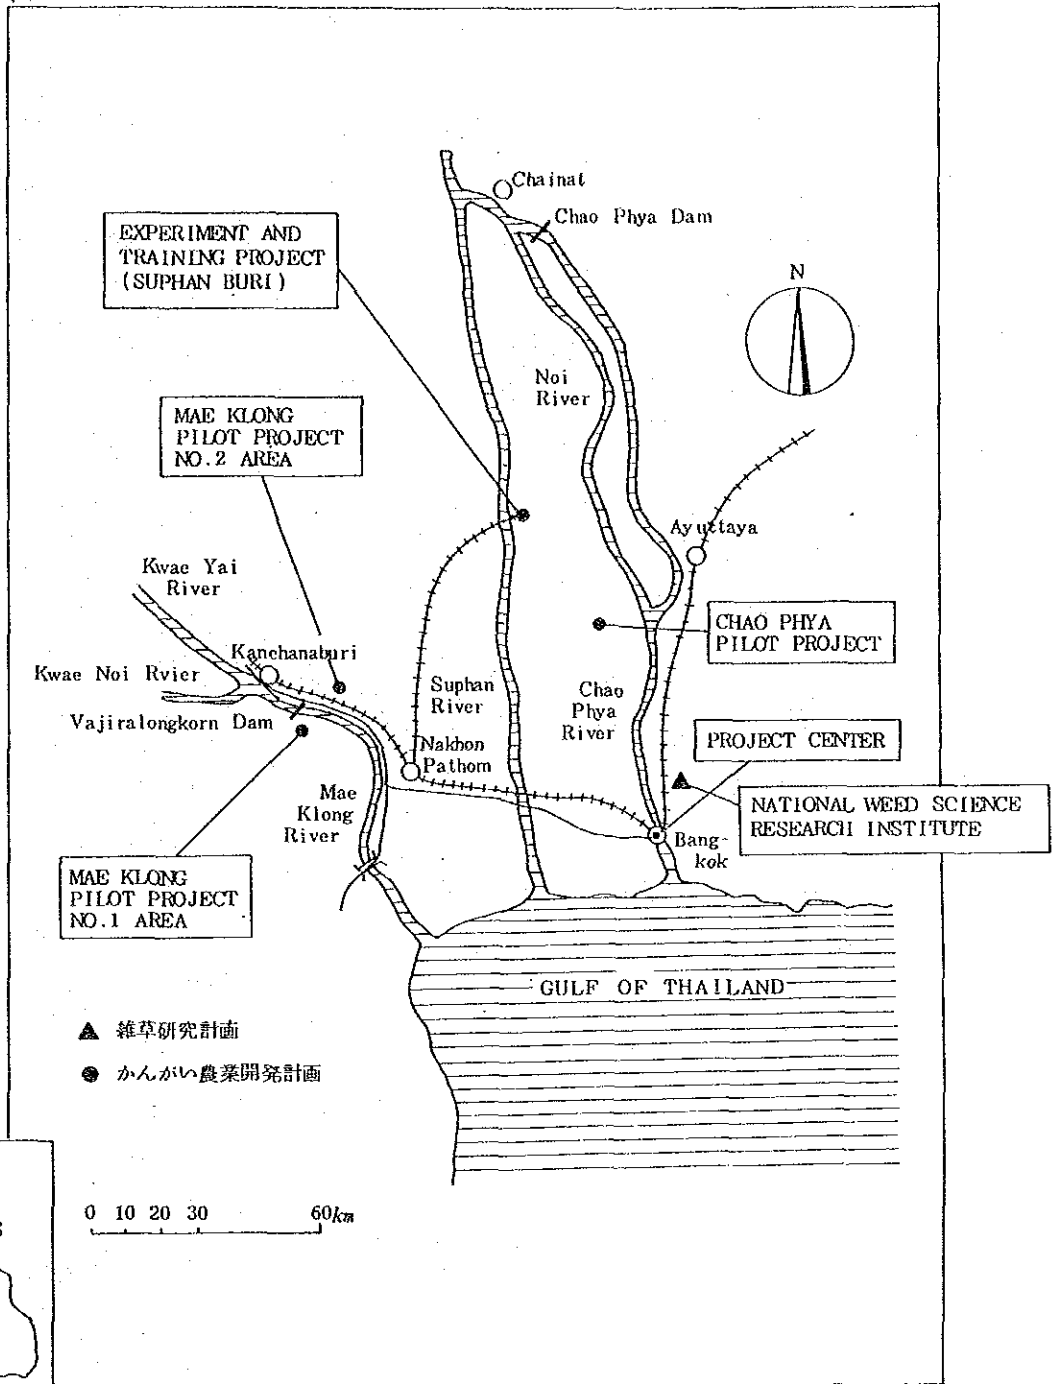 Chainat
Chao Phya Dam
EXPERIMENT AND
TRAINING PROJECT
(SUPHAN BURI)
N
Noi
River
MAE KLONG
PILOT PROJECT
NO.2 AREA
Ayuttaya
Kwae Yai
River
CHAO PHYA
PILOT PROJECT
Kanchanaburi
Kwae Noi Rvier
Suphan
River
Chao
Phya
River
Vajiralongkorn Dam
PROJECT CENTER
Nakhon
Pathom
Mae
Klong
River
NATIONAL WEED SCIENCE
RESEARCH INSTITUTE
Bang-
kok
MAE KLONG
PILOT PROJECT
NO.1 AREA
GULF OF THAILAND
▲ 雑草研究計画
● かんがい農業開発計画
0 10 20 30 60km